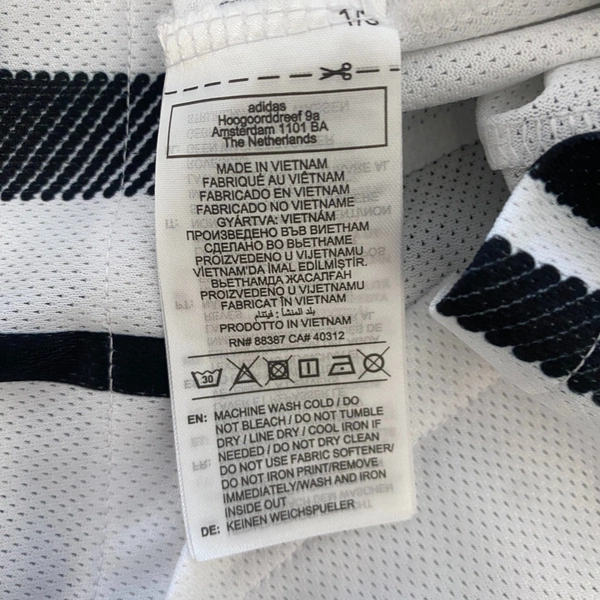 1/3
adidas
Hoogoorddreef 9a
Amsterdam 1101 BA
The Netherlands
MADE IN VIETNAM
FABRIQUÉ AU VIÊTNAM
FABRICADO EN VIETNAM
FABRICADO NO VIETNAME
GYÁRTVA: VIETNÁM
ПРОИЗВЕДЕНО ВЪВ ВИЕТНАМ
СДЕЛАНО ВО ВЬЕТНАМЕ
PROIZVEDENO U VIJETNAMU
VİETNAM'DA İMAL EDİLMİŞTİR.
ВЬЕТНАМДА ЖАСАЛҒАН
PROIZVEDENO U VIJETNAMU
FABRICAT ÎN VIETNAM
بلد المنشأ : فيتنام
PRODOTTO IN VIETNAM
RN# 88387 CA# 40312
30
EN: MACHINE WASH COLD / DO
NOT BLEACH / DO NOT TUMBLE
DRY / LINE DRY / COOL IRON IF
NEEDED / DO NOT DRY CLEAN
DO NOT USE FABRIC SOFTENER/
DO NOT IRON PRINT/REMOVE
IMMEDIATELY/WASH AND IRON
INSIDE OUT
DE: KEINEN WEICHSPUELER